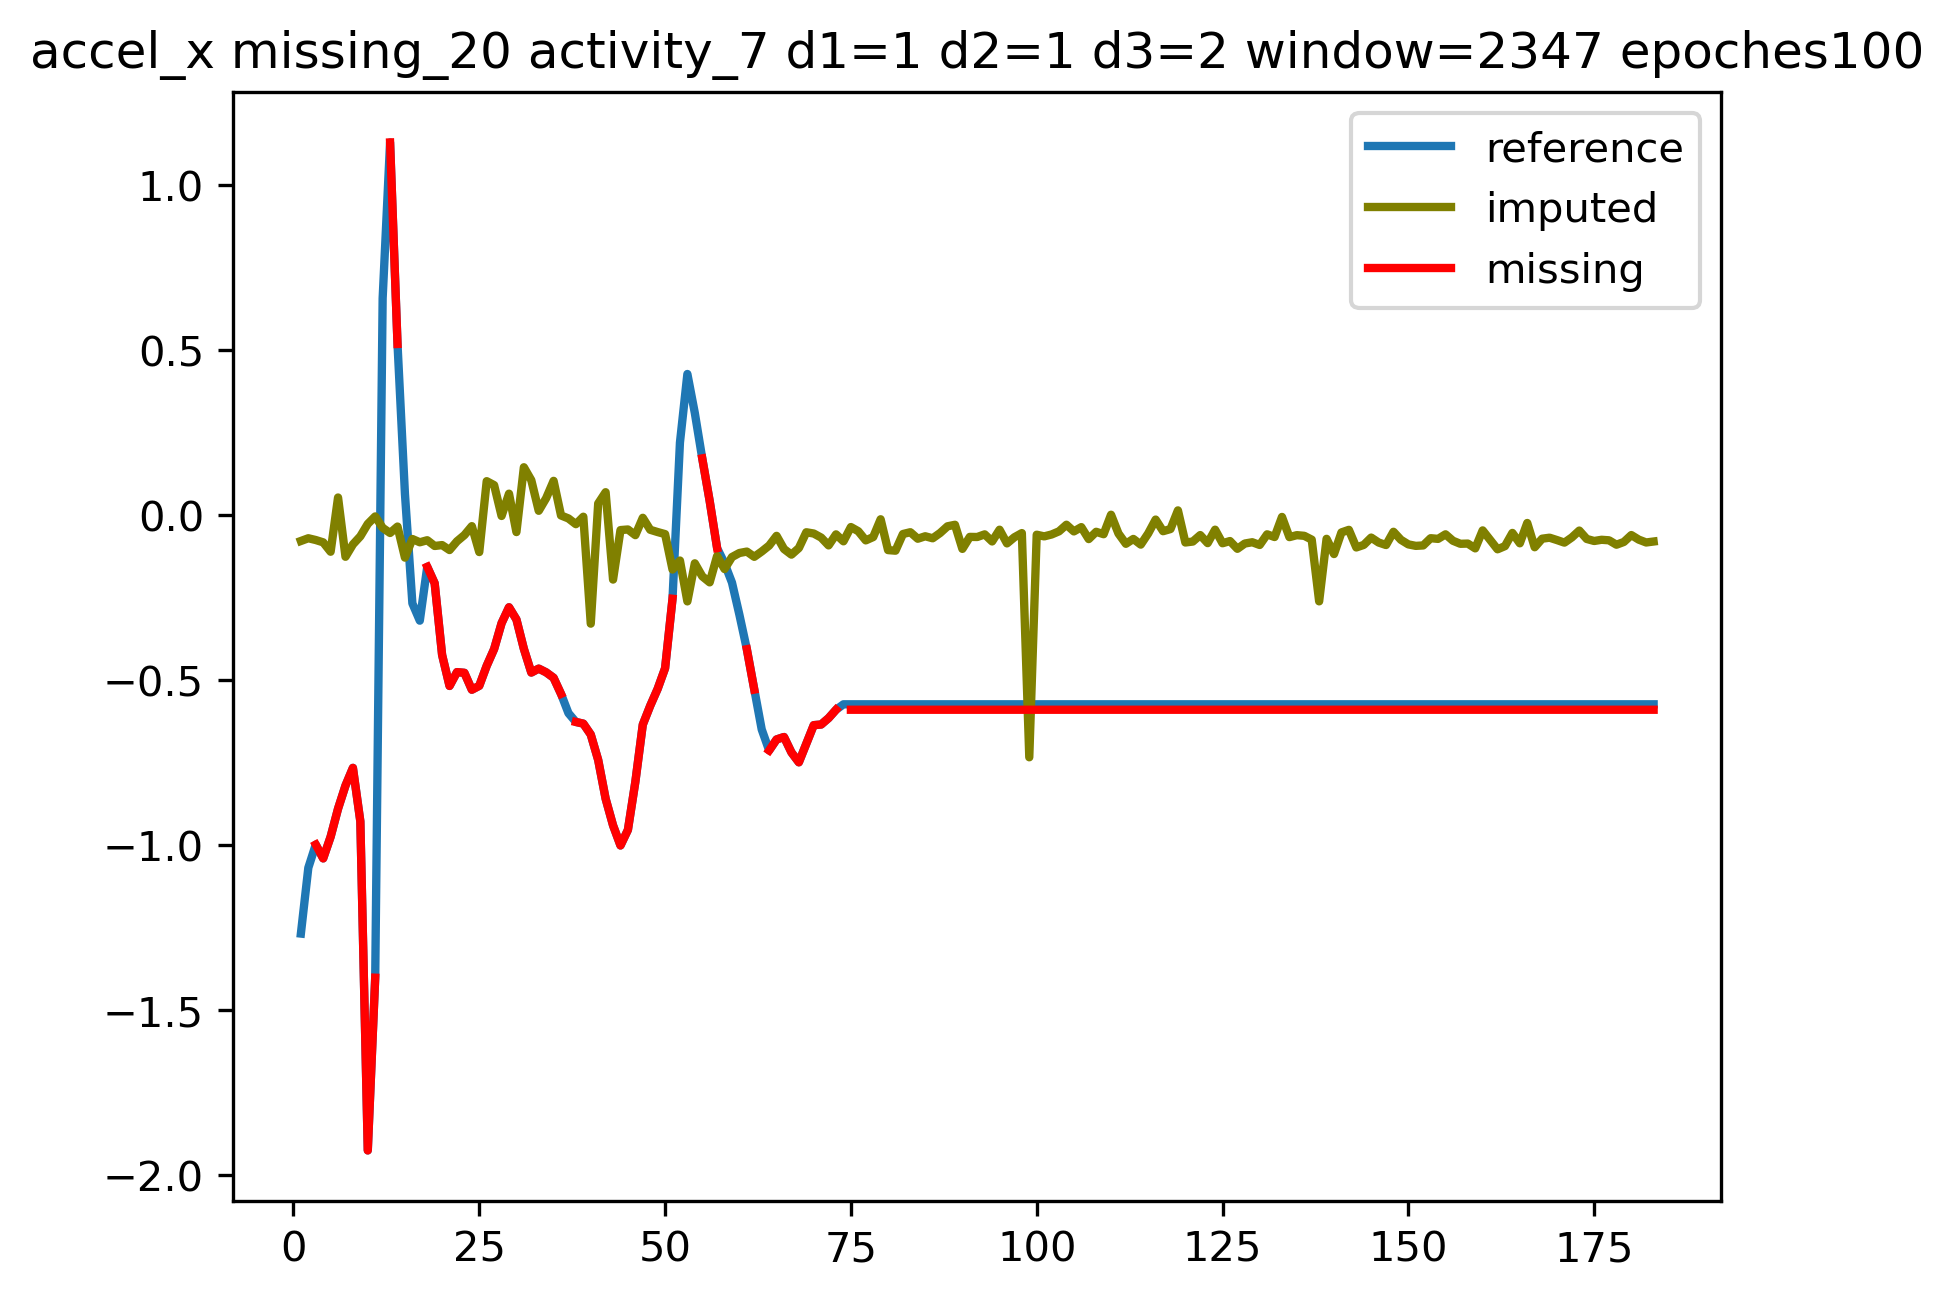 accel_x missing_20 activity_7 d1=1 d2=1 d3=2 window=2347 epoches100
reference
imputed
missing
1.0
0.5
0.0
−0.5
−1.0
−1.5
−2.0
0 25 50 75 100 125 150 175